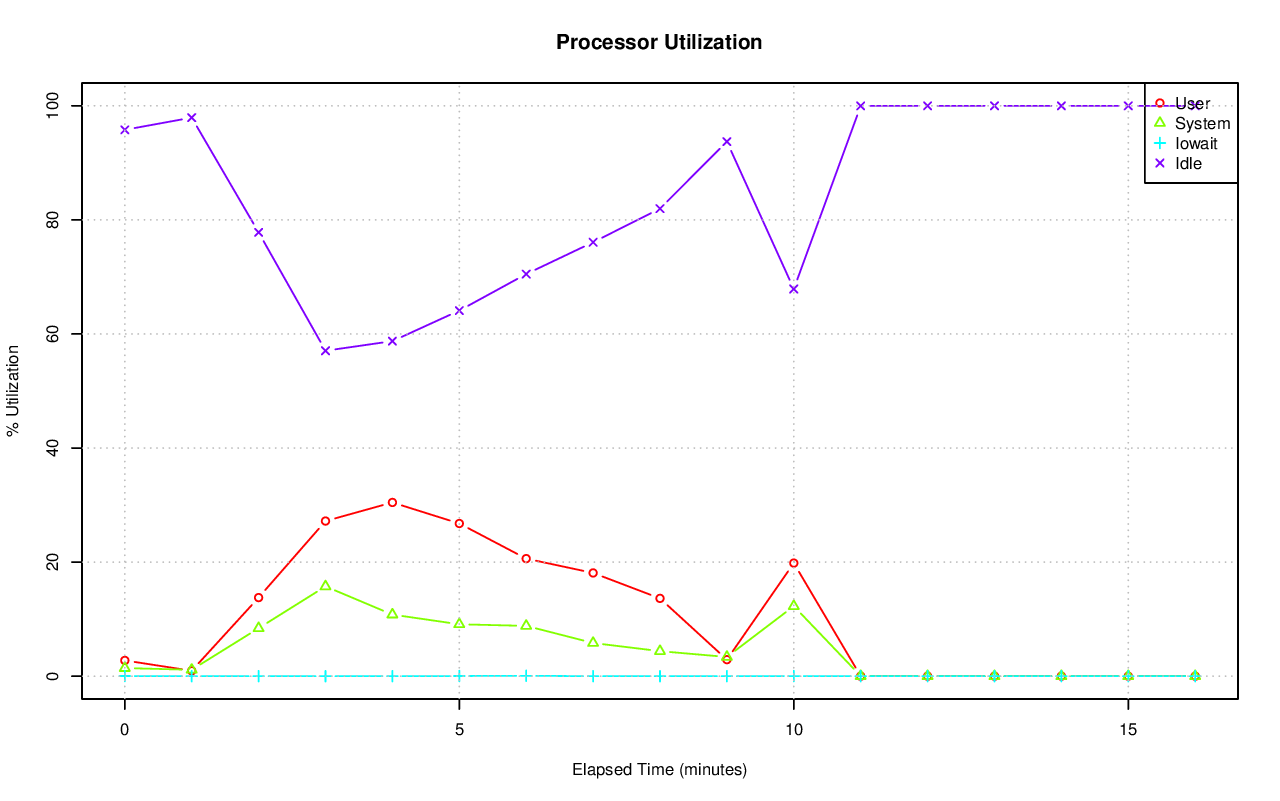 Processor Utilization
% Utilization
100
80
60
40
20
0
User
System
Iowait
Idle
0 5 10 15
Elapsed Time (minutes)